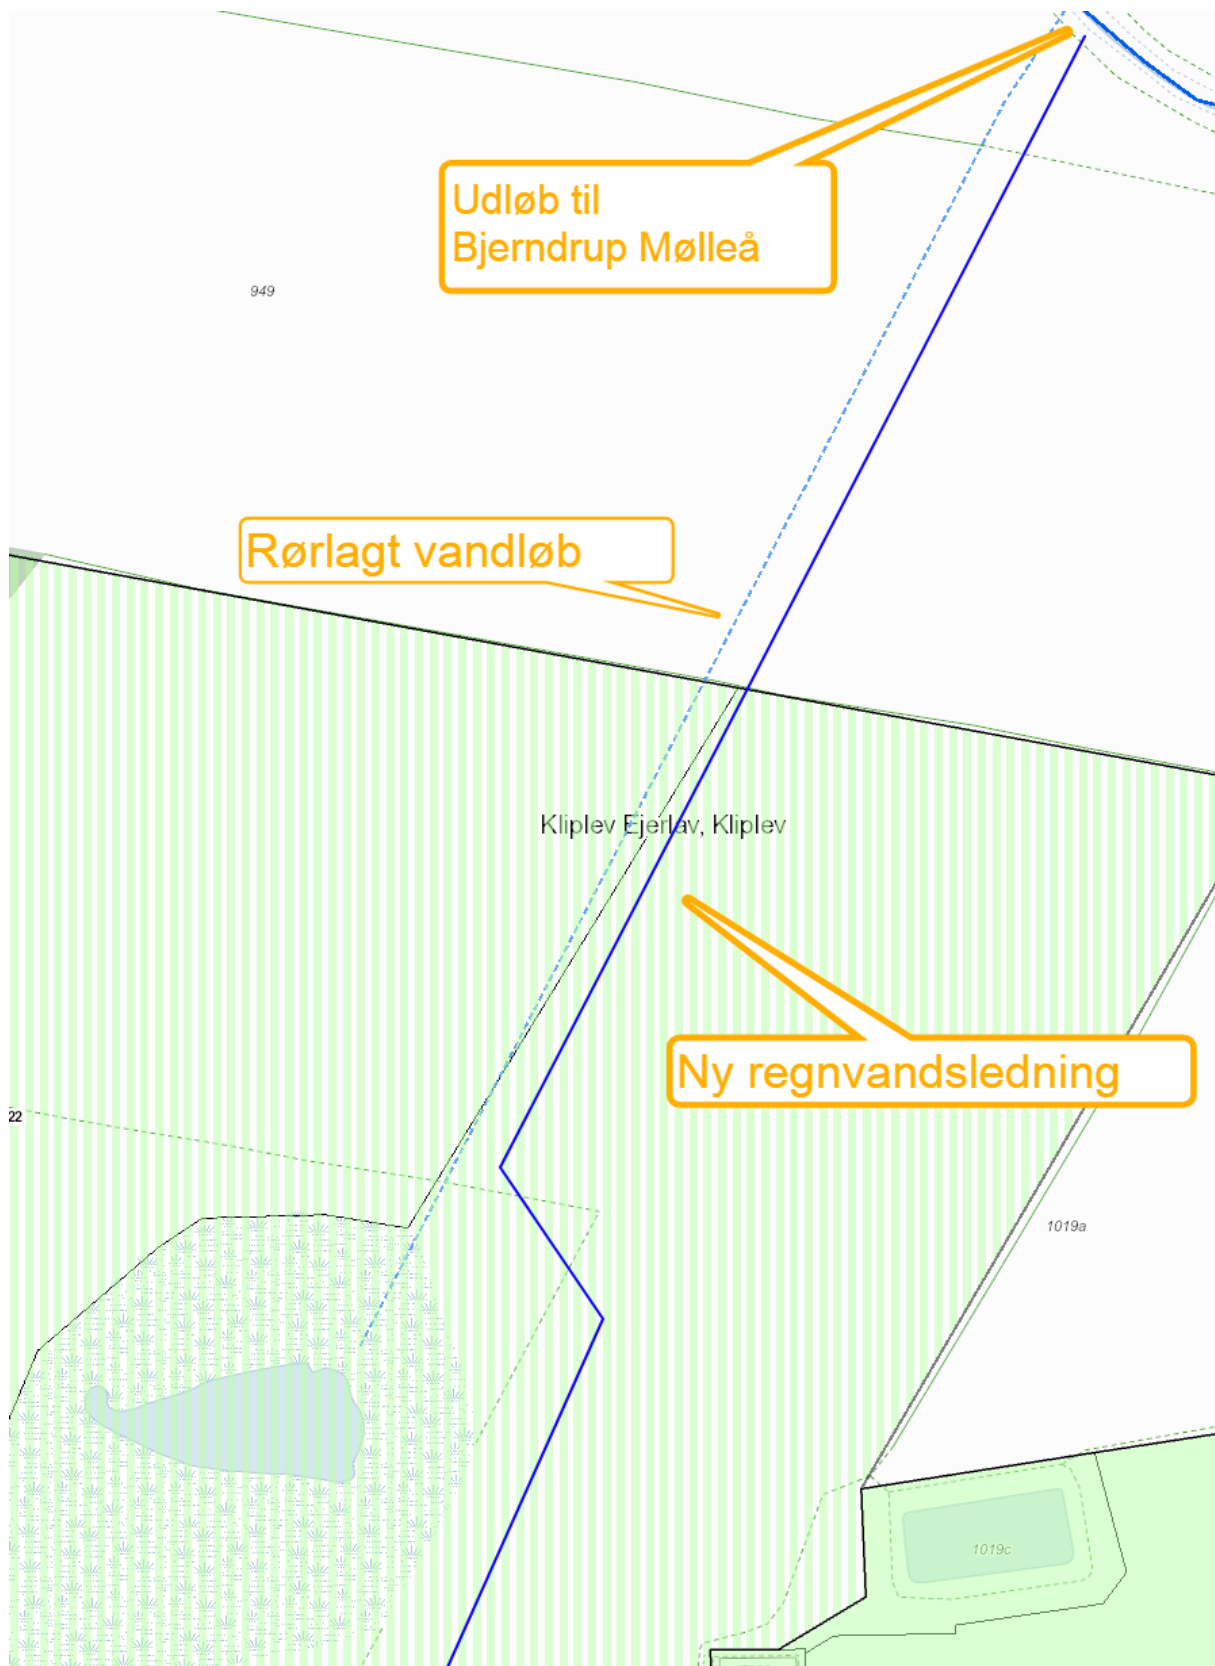 Udløb til
Bjerndrup Mølleå
949
Rørlagt vandløb
Kliplev Ejerlav, Kliplev
Ny regnvandsledning
22
1019a
1019c